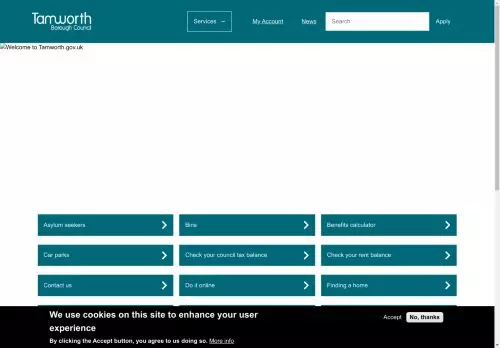 Tamworth
Borough Council
Services
My Account
News
Search
Apply
Welcome to Tamworth.gov.uk
Asylum seekers
Bins
Benefits calculator
Car parks
Check your council tax balance
Check your rent balance
Contact us
Do it online
Finding a home
We use cookies on this site to enhance your user
experience
By clicking the Accept button, you agree to us doing so. More info
Accept
No, thanks